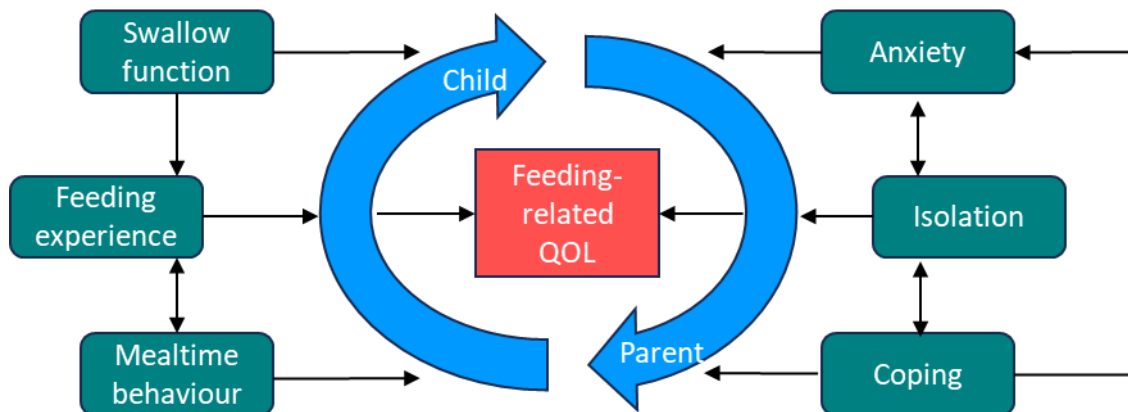 Swallow
function
Child
Anxiety
Feeding
experience
Feeding-
related
QOL
Isolation
Mealtime
behaviour
Parent
Coping